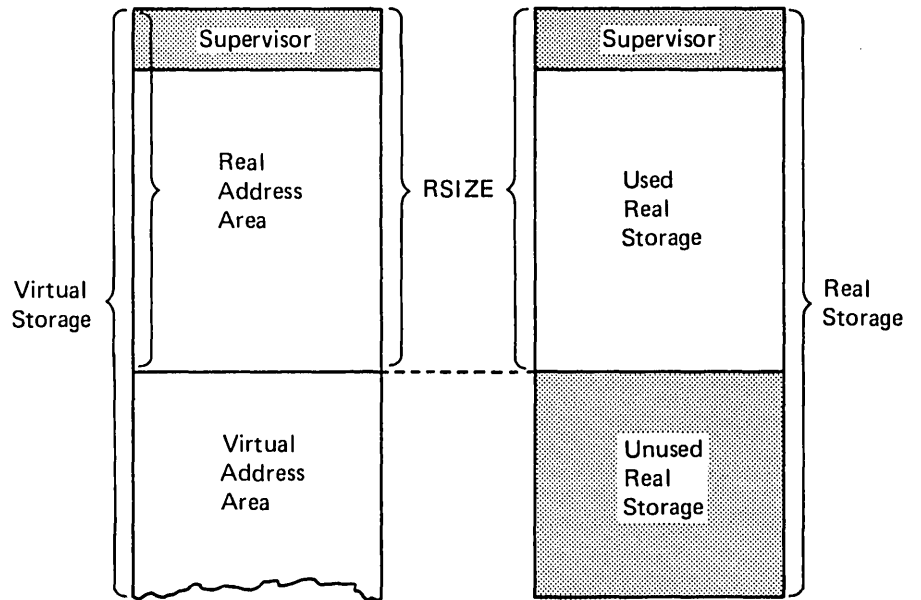 Supervisor
Supervisor
Real
Address
Area
RSIZE
Used
Real
Storage
Virtual
Storage
Real
Storage
Virtual
Address
Area
Unused
Real
Storage